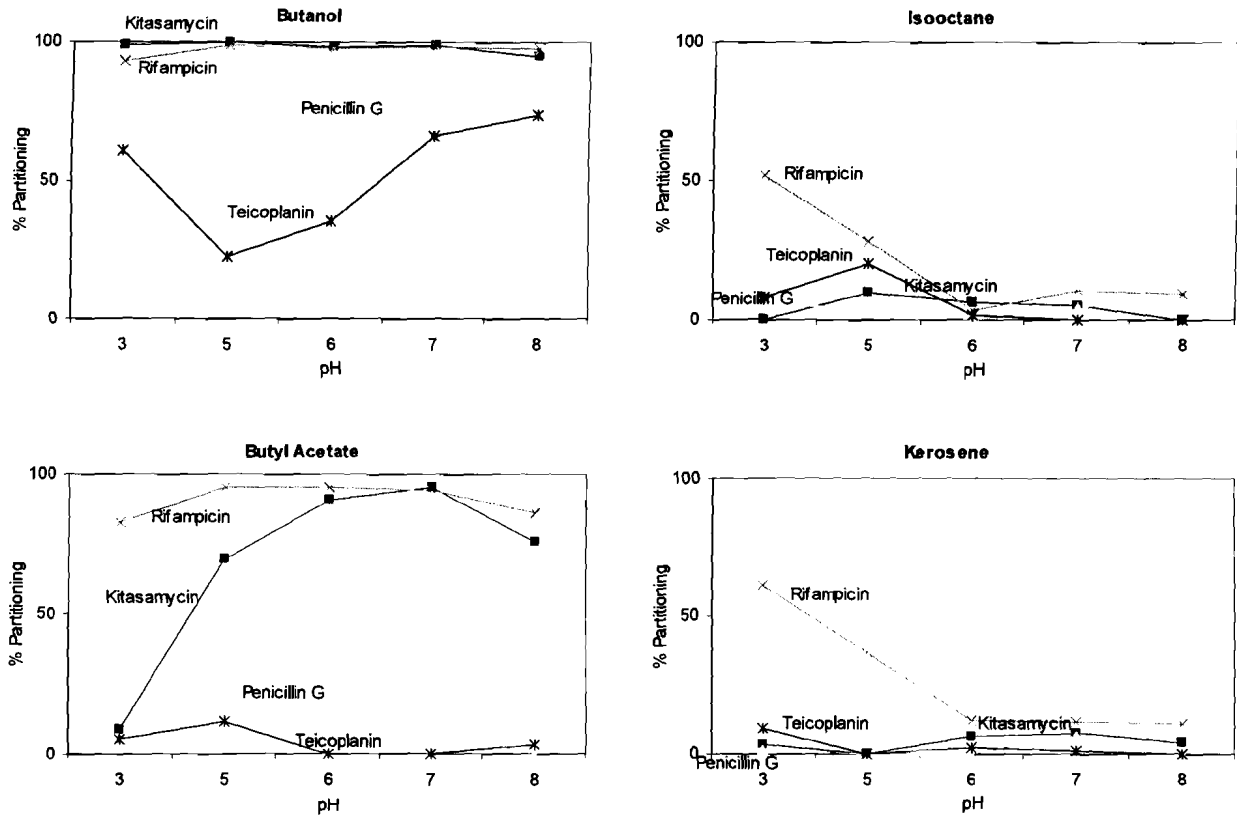 Butanol
% Partitioning
100
50
0
Kitasamycin
Rifampicin
Penicillin G
Teicoplanin
3 5 6 7 8
pH
Isooctane
% Partitioning
100
50
0
Rifampicin
Teicoplanin
Kitasamycin
Penicillin G
3 5 6 7 8
pH
Butyl Acetate
% Partitioning
100
50
0
Rifampicin
Kitasamycin
Penicillin G
Teicoplanin
3 5 6 7 8
pH
Kerosene
% Partitioning
100
50
0
Rifampicin
Teicoplanin
Kitasamycin
Penicillin G
3 5 6 7 8
pH